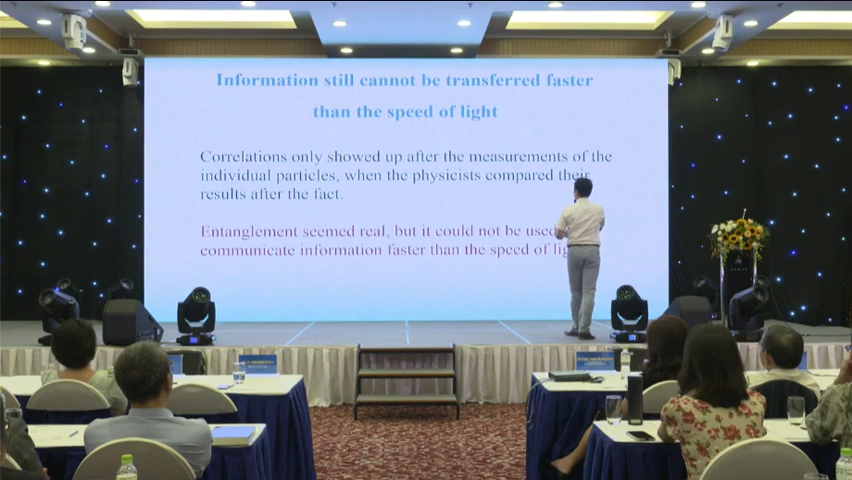 Information still cannot be transferred faster
than the speed of light
Correlations only showed up after the measurements of the
individual particles, when the physicists compared their
results after the fact.
Entanglement seemed real, but it could not be used
communicate information faster than the speed of